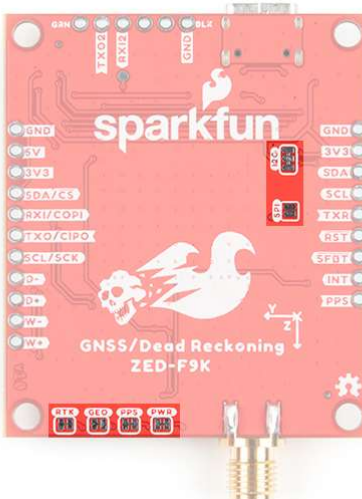 GRN
TXO2
RXI2
GND
BLK
sparkfun
I2C
SPI
GND
5V
3V3
SDA/CS
RXI/COPI
TXO/CIPO
SCL/SCK
D-
D+
W-
W+
GND
3V3
SDA
SCL
TXR
RST
SFBT
INT
PPS
Y
Z
GNSS/Dead Reckoning
ZED-F9K
RTK GEO PPS PWR